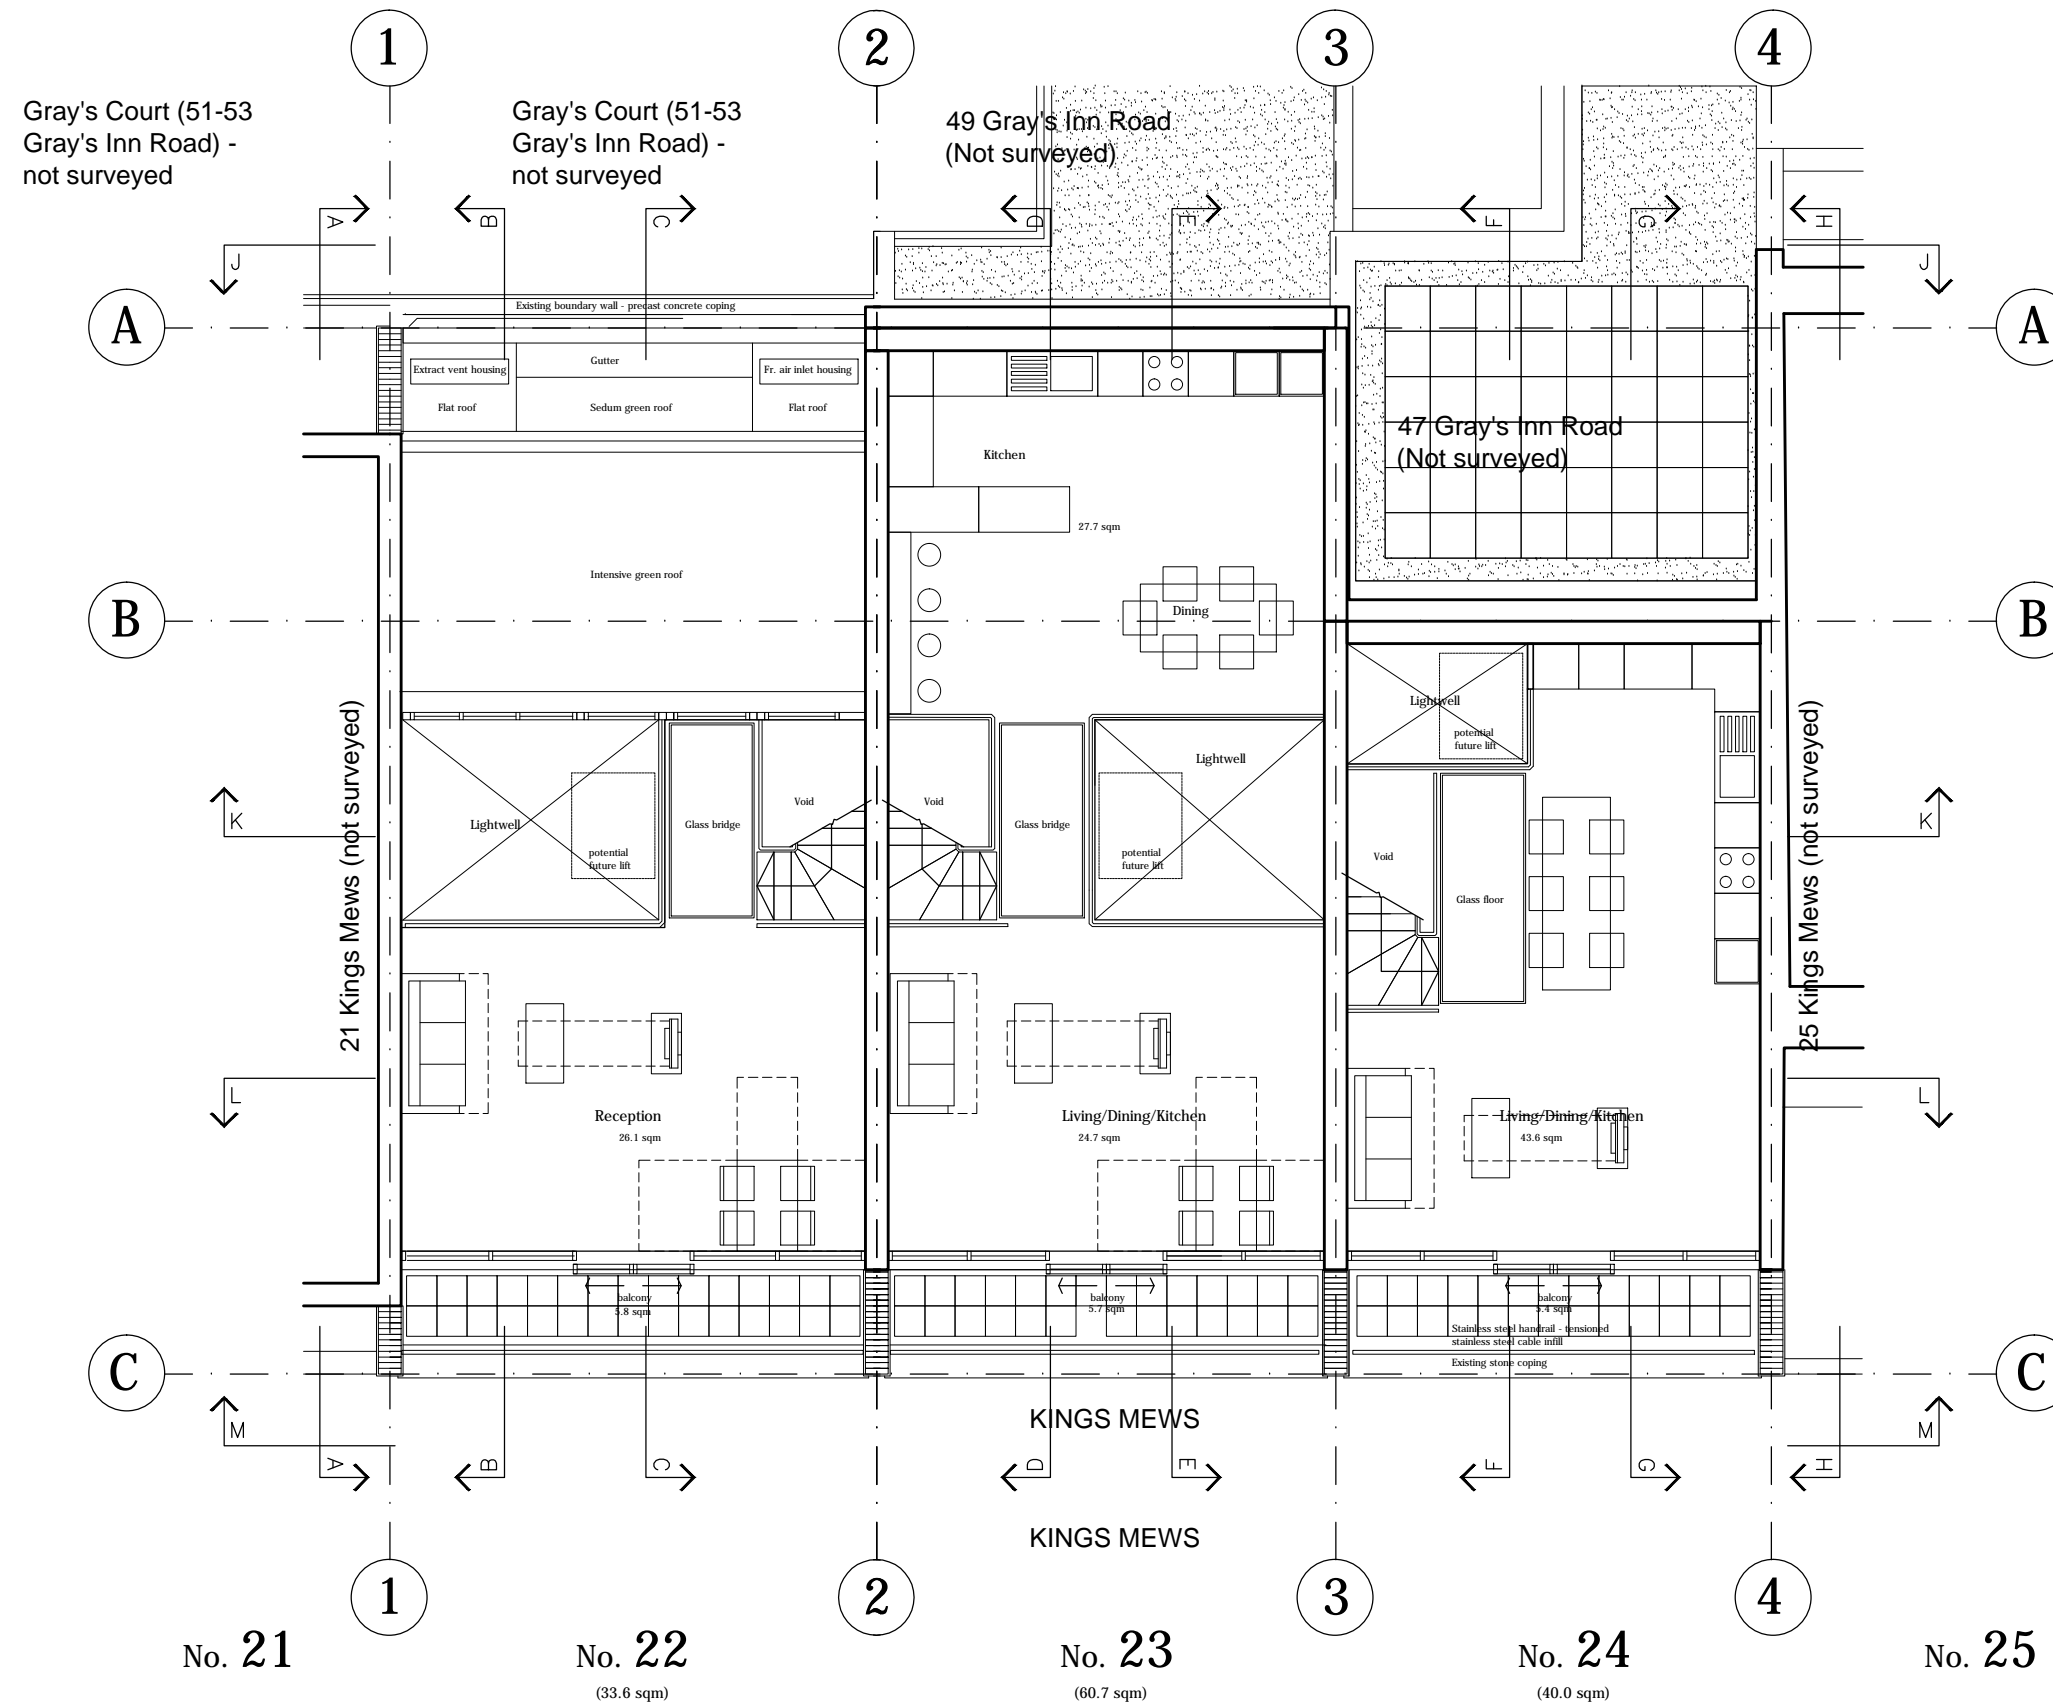 1
2
3
4
Gray's Court (51-53
Gray's Inn Road) -
not surveyed
Gray's Court (51-53
Gray's Inn Road) -
not surveyed
49 Gray's Inn Road
(Not surveyed)
A
B
C
D
E
F
G
H
J
J
A
A
Existing boundary wall - precast concrete coping
Extract vent housing
Gutter
Fr. air inlet housing
Flat roof
Sedum green roof
Flat roof
47 Gray's Inn Road
(Not surveyed)
Kitchen
27.7 sqm
Intensive green roof
Dining
B
B
21 Kings Mews (not surveyed)
25 Kings Mews (not surveyed)
Lightwell
potential
future lift
Lightwell
K
K
Void
Void
Lightwell
Glass bridge
Glass bridge
potential
future lift
potential
future lift
Void
Glass floor
L
L
Reception
26.1 sqm
Living/Dining/Kitchen
24.7 sqm
Living/Dining/Kitchen
43.6 sqm
balcony
5.8 sqm
balcony
5.7 sqm
balcony
5.4 sqm
Stainless steel handrail - tensioned
stainless steel cable infill
Existing stone coping
C
C
M
M
KINGS MEWS
A
B
C
D
E
F
G
H
KINGS MEWS
1
2
3
4
No. 21
No. 22
No. 23
No. 24
No. 25
(33.6 sqm)
(60.7 sqm)
(40.0 sqm)